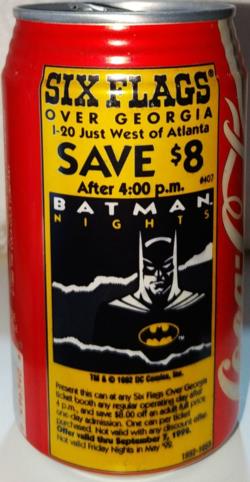 SIX FLAGS®
OVER GEORGIA
I-20 Just West of Atlanta
SAVE $8
After 4:00 p.m.
#407
BATMAN
NIGHTS
TM
TM & © 1992 DC Comics, Inc.
Present this can at any Six Flags Over Georgia
ticket booth any regular operating day after
4 p.m., and save $8.00 off an adult full price
one-day admission. One can per ticket
purchased. Not valid with any discount offer.
Offer valid thru September 7, 1992.
Not valid Friday Nights in May '92.
Coca-Cola